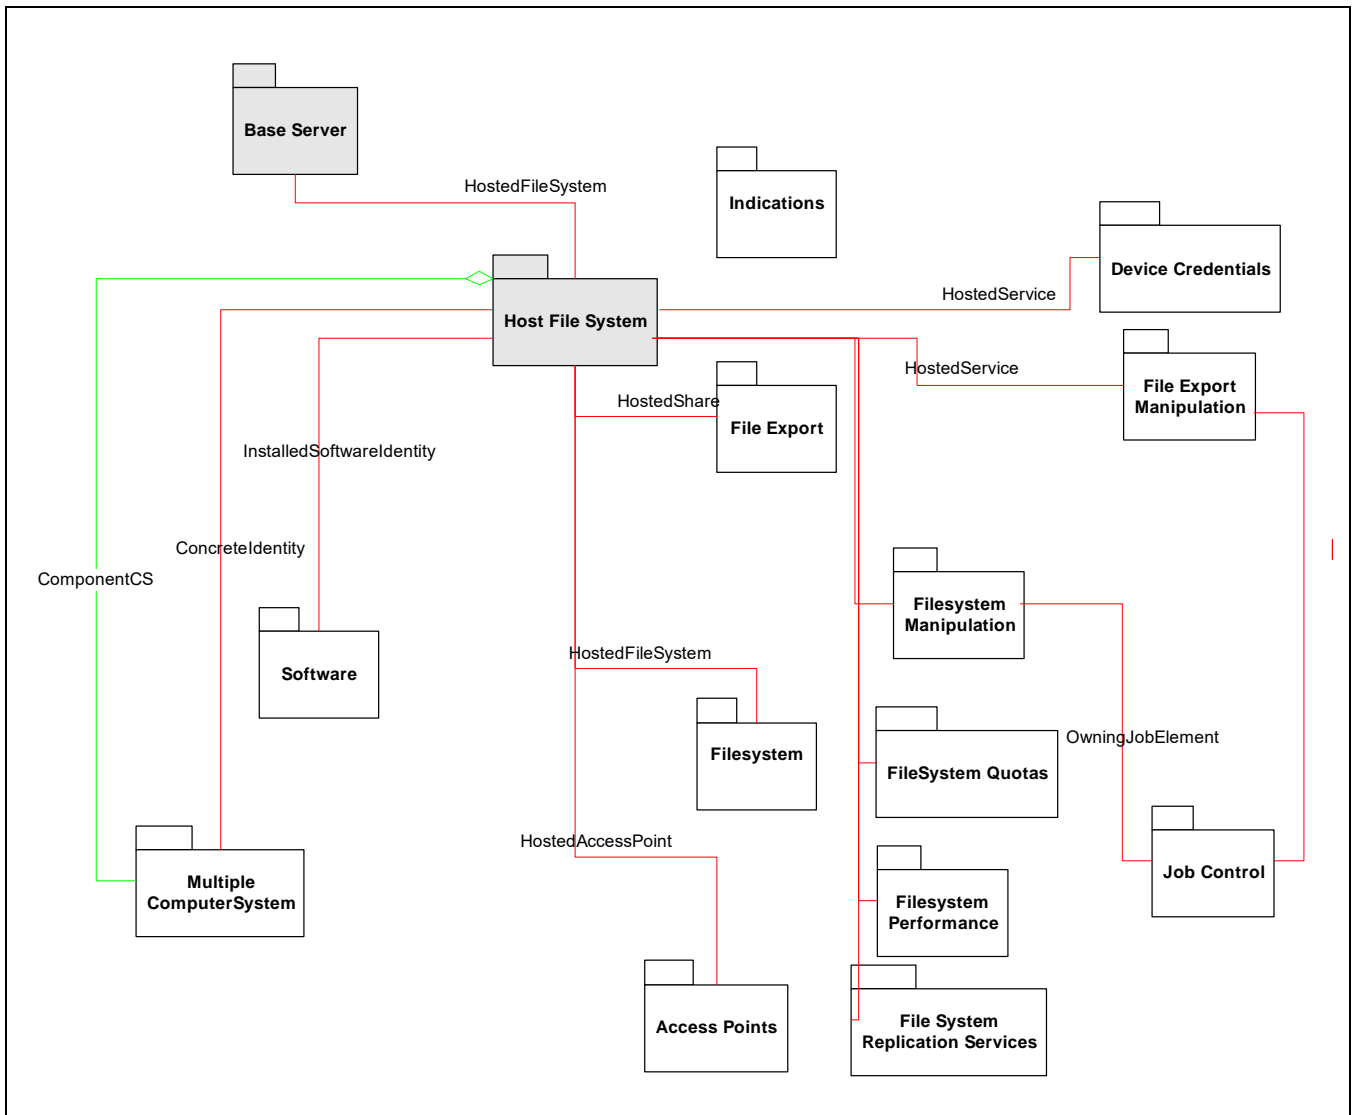 Base Server
HostedFileSystem
Indications
Device Credentials
HostedService
Host File System
HostedService
File Export
Manipulation
HostedShare
File Export
InstalledSoftwareIdentity
ConcreteIdentity
ComponentCS
Filesystem
Manipulation
Software
HostedFileSystem
Filesystem
OwningJobElement
FileSystem Quotas
HostedAccessPoint
Job Control
Multiple
ComputerSystem
Filesystem
Performance
Access Points
File System
Replication Services